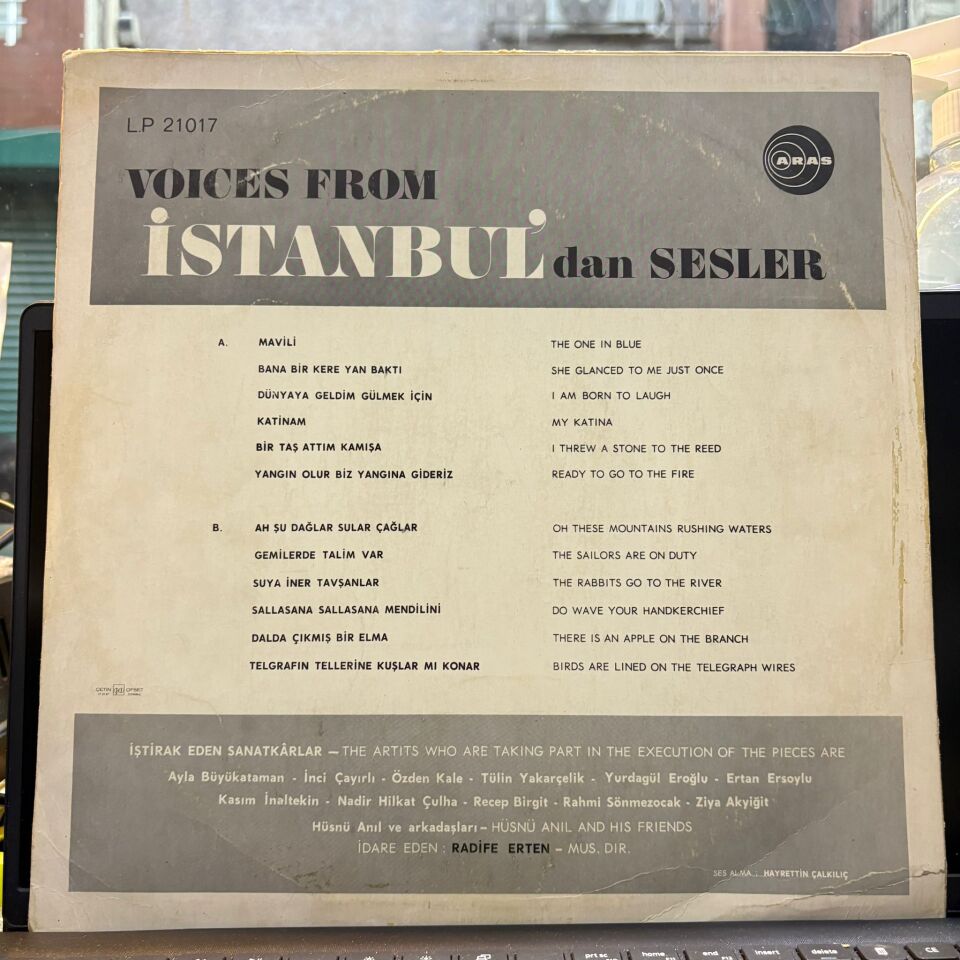 L.P 21017
ARAS
VOICES FROM
İSTANBUL' dan SESLER
A. MAVİLİ THE ONE IN BLUE
BANA BİR KERE YAN BAKTI SHE GLANCED TO ME JUST ONCE
DÜNYAYA GELDİM GÜLMEK İÇİN I AM BORN TO LAUGH
KATİNAM MY KATINA
BİR TAŞ ATTIM KAMIŞA I THREW A STONE TO THE REED
YANGIN OLUR BİZ YANGINA GİDERİZ READY TO GO TO THE FIRE
B. AH ŞU DAĞLAR SULAR ÇAĞLAR OH THESE MOUNTAINS RUSHING WATERS
GEMİLERDE TALİM VAR THE SAILORS ARE ON DUTY
SUYA İNER TAVŞANLAR THE RABBITS GO TO THE RIVER
SALLASANA SALLASANA MENDİLİNİ DO WAVE YOUR HANDKERCHIEF
DALDA ÇIKMIŞ BİR ELMA THERE IS AN APPLE ON THE BRANCH
TELGRAFIN TELLERİNE KUŞLAR MI KONAR BIRDS ARE LINED ON THE TELEGRAPH WIRES
ÇETİN OFSET
İŞTİRAK EDEN SANATKÂRLAR — THE ARTITS WHO ARE TAKING PART IN THE EXECUTION OF THE PIECES ARE
Ayla Büyükataman - İnci Çayırlı - Özden Kale - Tülin Yakarçelik - Yurdagül Eroğlu - Ertan Ersoylu
Kasım İnaltekin - Nadir Hilkat Çulha - Recep Birgit - Rahmi Sönmezocak - Ziya Akyiğit
Hüsnü Anıl ve arkadaşları — HÜSNÜ ANIL AND HIS FRIENDS
İDARE EDEN : RADİFE ERTEN — MUS. DIR.
SES ALMA.: HAYRETTİN ÇALKILIÇ
prt sc home end insert delete CE